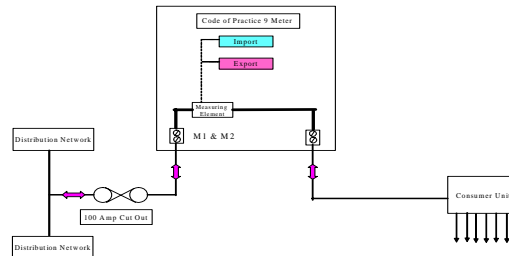 Code of Practice 9 Meter
Import
Export
Measuring
Element
M1 & M2
Distribution Network
100 Amp Cut Out
Consumer Unit
Distribution Network